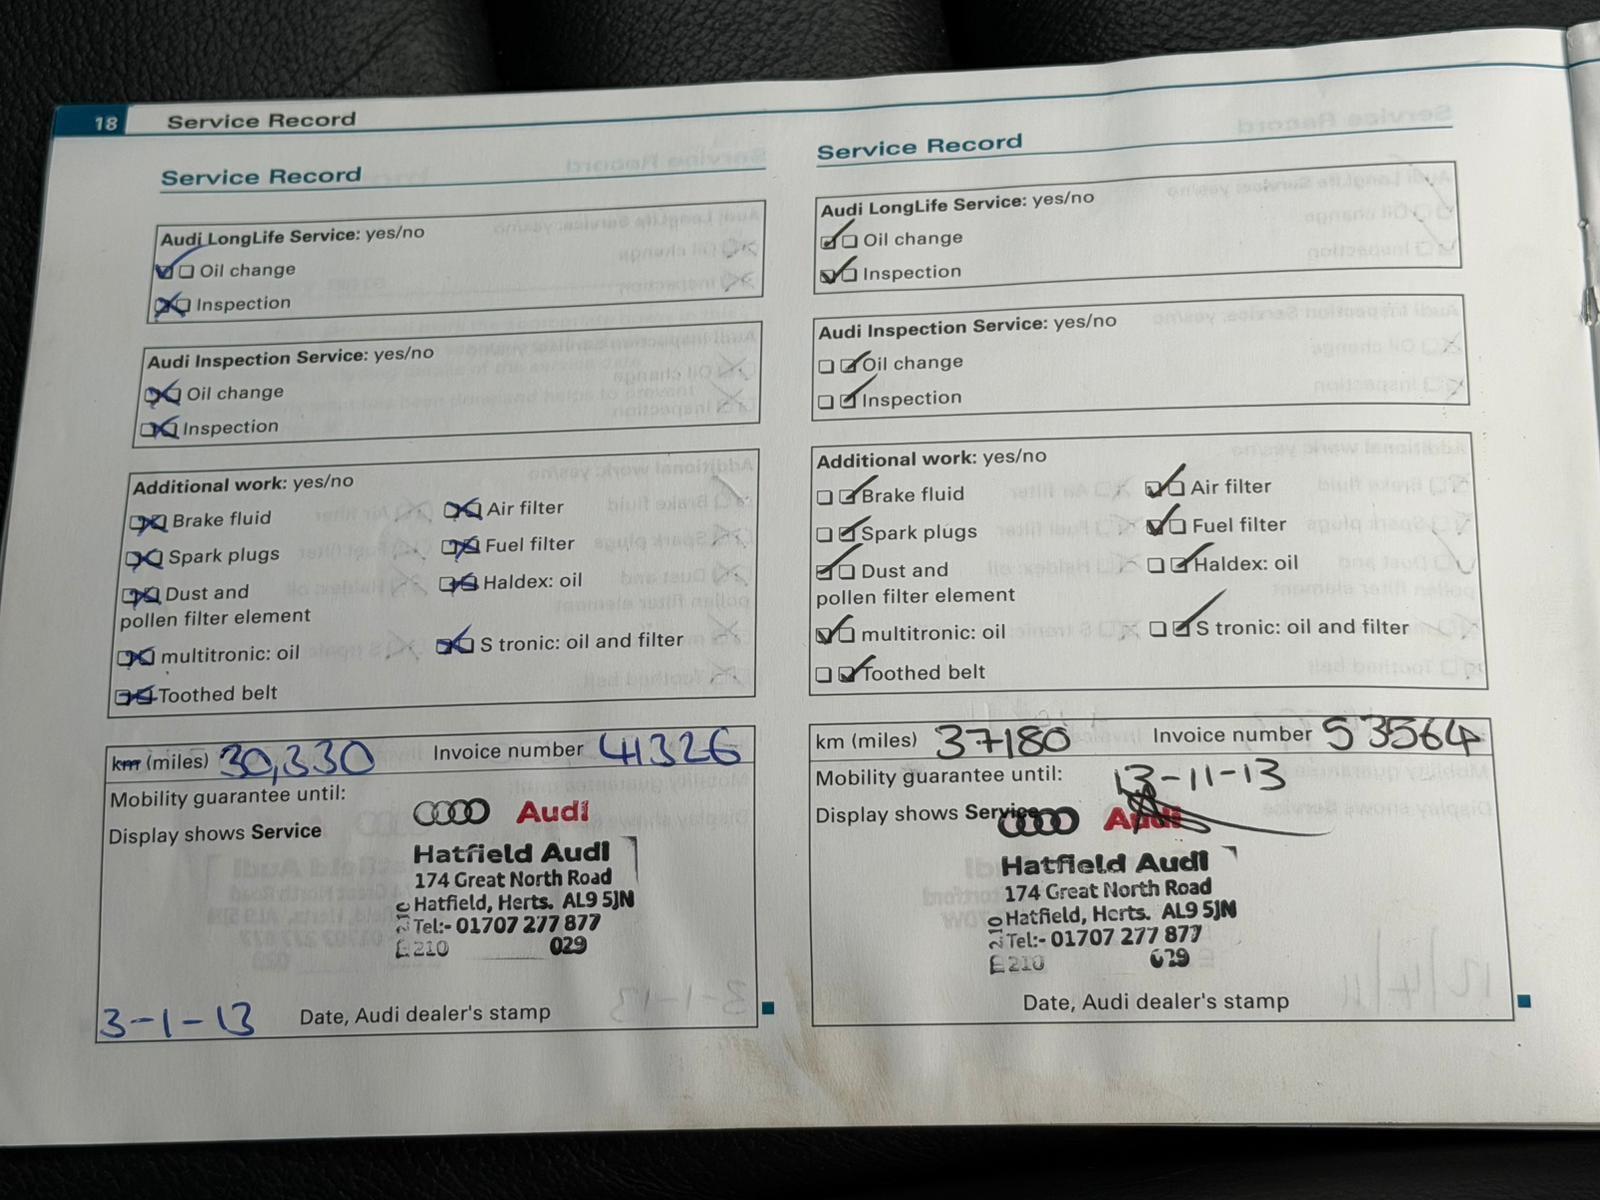 18 Service Record
Service Record
Audi LongLife Service: yes/no
Oil change
Inspection
Audi Inspection Service: yes/no
Oil change
Inspection
Additional work: yes/no
Brake fluid
Air filter
Spark plugs
Fuel filter
Dust and
pollen filter element
Haldex: oil
multitronic: oil
S tronic: oil and filter
Toothed belt
km (miles) 30,330 Invoice number 41326
Mobility guarantee until:
Display shows Service
Audi
Hatfield Audi
174 Great North Road
Hatfield, Herts. AL9 5JN
Tel:- 01707 277 877
E210 029
3-1-13 Date, Audi dealer's stamp
Service Record
Audi LongLife Service: yes/no
Oil change
Inspection
Audi Inspection Service: yes/no
Oil change
Inspection
Additional work: yes/no
Brake fluid
Air filter
Spark plugs
Fuel filter
Dust and
pollen filter element
Haldex: oil
multitronic: oil
S tronic: oil and filter
Toothed belt
km (miles) 37180 Invoice number 53564
Mobility guarantee until: 13-11-13
Display shows Service
Audi
Hatfield Audi
174 Great North Road
Hatfield, Herts. AL9 5JN
Tel:- 01707 277 877
E210 029
Date, Audi dealer's stamp